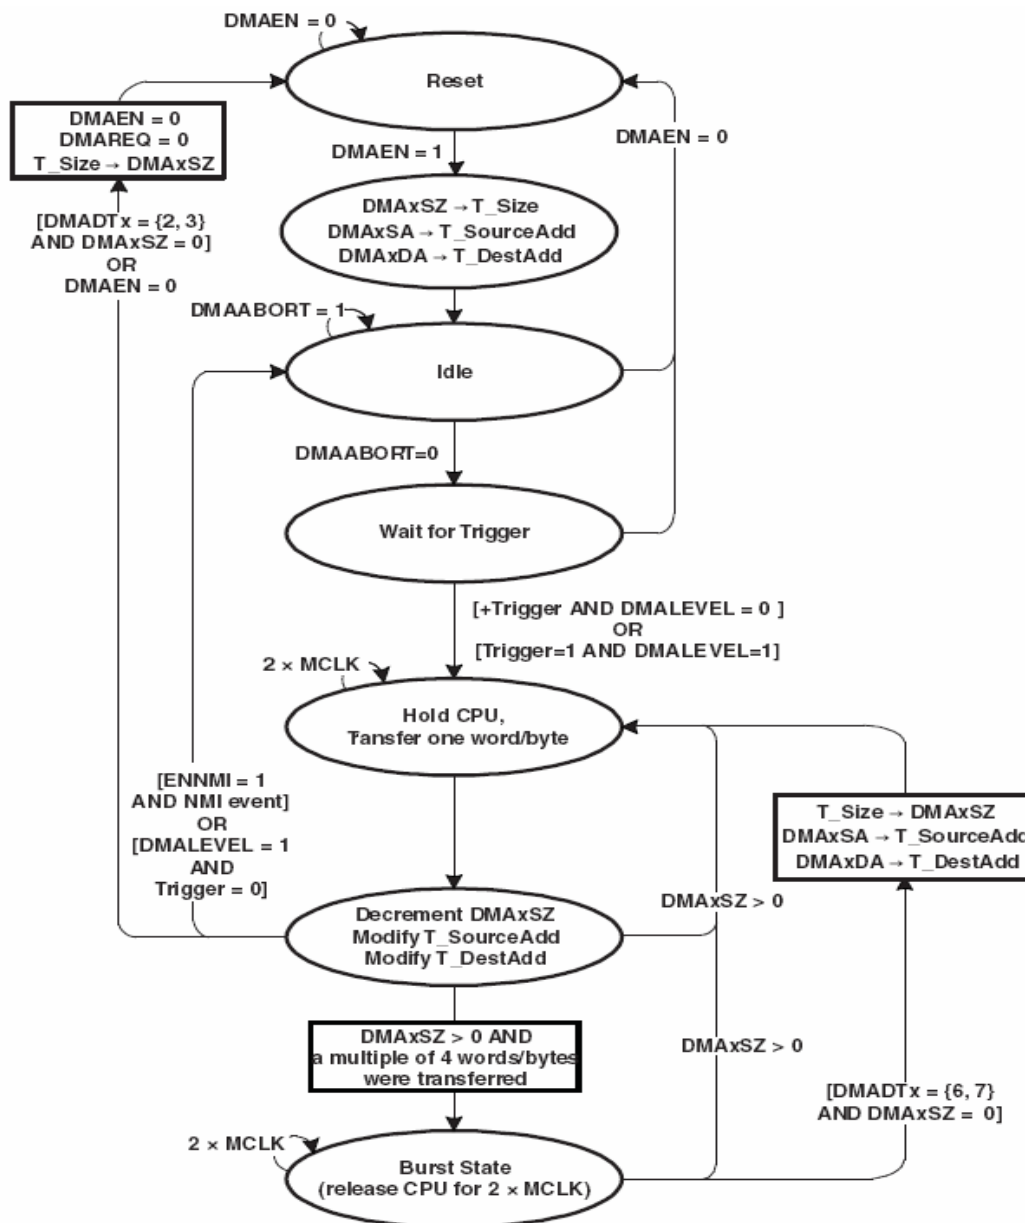 DMAEN = 0
Reset
DMAEN = 0
DMAREQ = 0
T_Size → DMAxSZ
DMAEN = 0
DMAEN = 1
[DMADTx = {2, 3}
AND DMAxSZ = 0]
OR
DMAEN = 0
DMAxSZ → T_Size
DMAxSA → T_SourceAdd
DMAxDA → T_DestAdd
DMAABORT = 1
Idle
DMAABORT=0
Wait for Trigger
[+Trigger AND DMALEVEL = 0 ]
OR
[Trigger=1 AND DMALEVEL=1]
2 × MCLK
Hold CPU,
Tansfer one word/byte
[ENNMI = 1
AND NMI event]
OR
[DMALEVEL = 1
AND
Trigger = 0]
T_Size → DMAxSZ
DMAxSA → T_SourceAdd
DMAxDA → T_DestAdd
DMAxSZ > 0
Decrement DMAxSZ
Modify T_SourceAdd
Modify T_DestAdd
DMAxSZ > 0 AND
a multiple of 4 words/bytes
were transferred
DMAxSZ > 0
[DMADTx = {6, 7}
AND DMAxSZ = 0]
2 × MCLK
Burst State
(release CPU for 2 × MCLK)